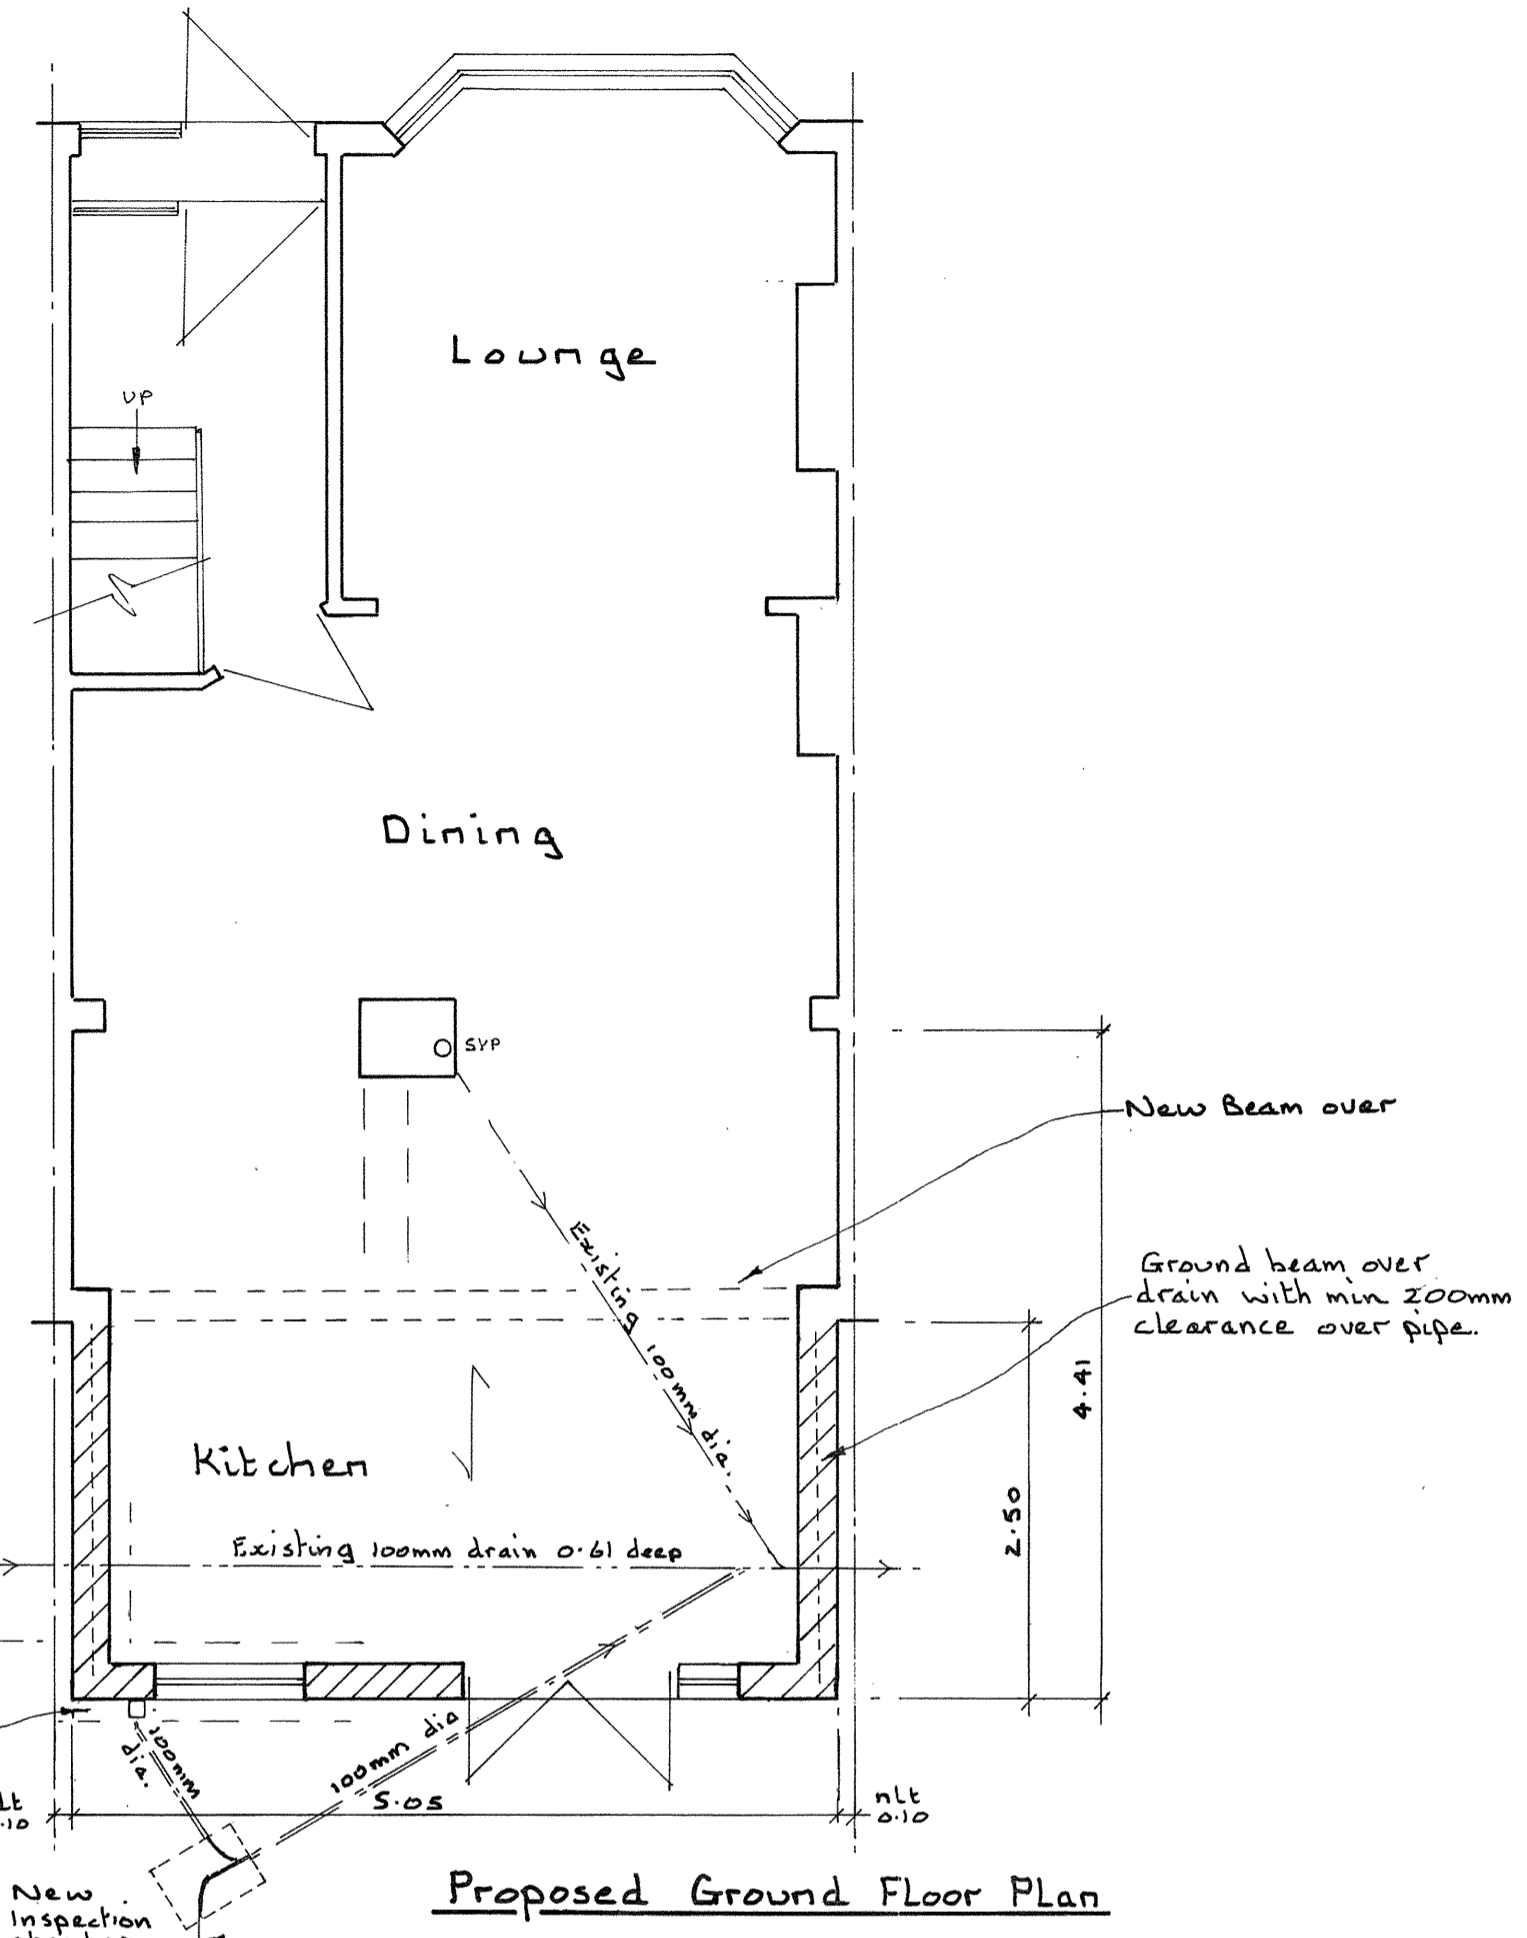 Lounge
UP
Dining
SVP
New Beam over
Existing 100mm dia.
Ground beam over
drain with min 200mm
clearance over pipe.
4.41
2.50
Kitchen
Existing 100mm drain 0.61 deep
100mm
dia.
100mm dia
5.05
nLt
0.10
New
Inspection
Proposed Ground Floor Plan